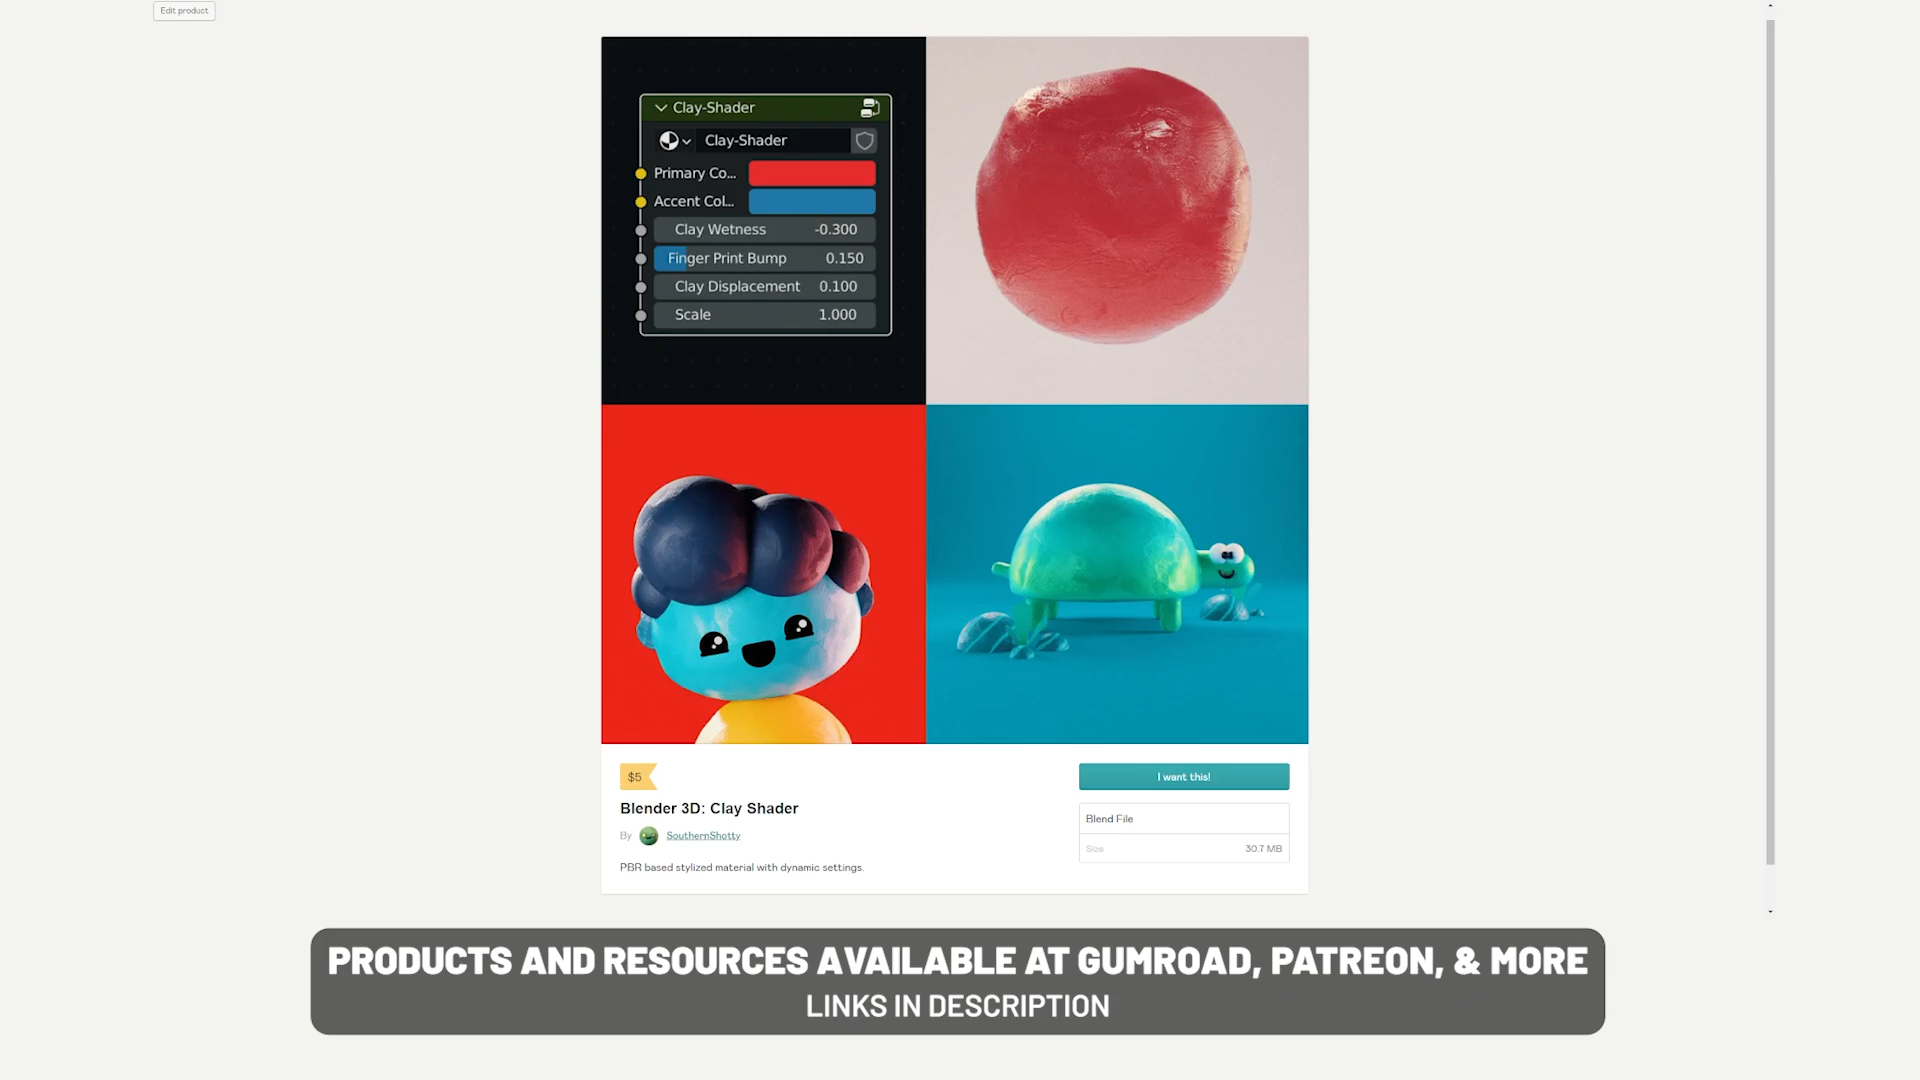 Edit product
Clay-Shader
Clay-Shader
Primary Co...
Accent Col...
Clay Wetness -0.300
Finger Print Bump 0.150
Clay Displacement 0.100
Scale 1.000
$5
I want this!
Blender 3D: Clay Shader
Blend File
By SouthernShotty
Size 30.7 MB
PBR based stylized material with dynamic settings.
PRODUCTS AND RESOURCES AVAILABLE AT GUMROAD, PATREON, & MORE
LINKS IN DESCRIPTION